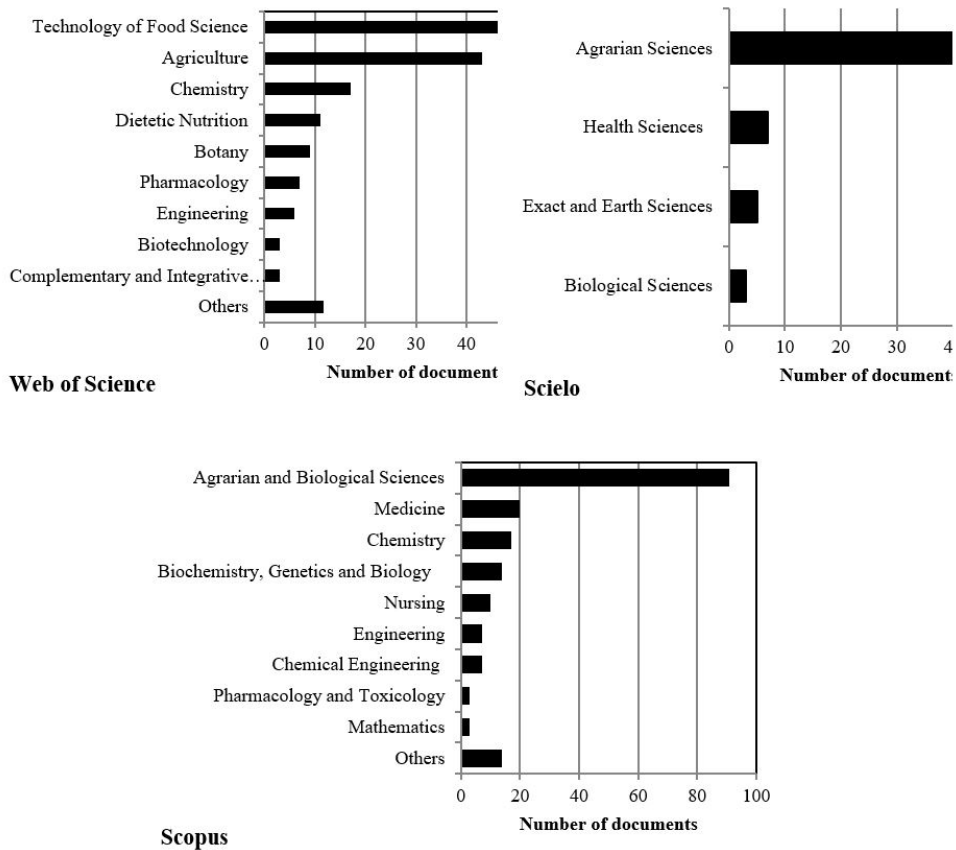 Technology of Food Science
Agriculture
Chemistry
Dietetic Nutrition
Botany
Pharmacology
Engineering
Biotechnology
Complementary and Integrative…
Others
0 10 20 30 40
Number of document
Web of Science
Agrarian Sciences
Health Sciences
Exact and Earth Sciences
Biological Sciences
0 10 20 30 4
Number of documents
Scielo
Agrarian and Biological Sciences
Medicine
Chemistry
Biochemistry, Genetics and Biology
Nursing
Engineering
Chemical Engineering
Pharmacology and Toxicology
Mathematics
Others
0 20 40 60 80 100
Number of documents
Scopus